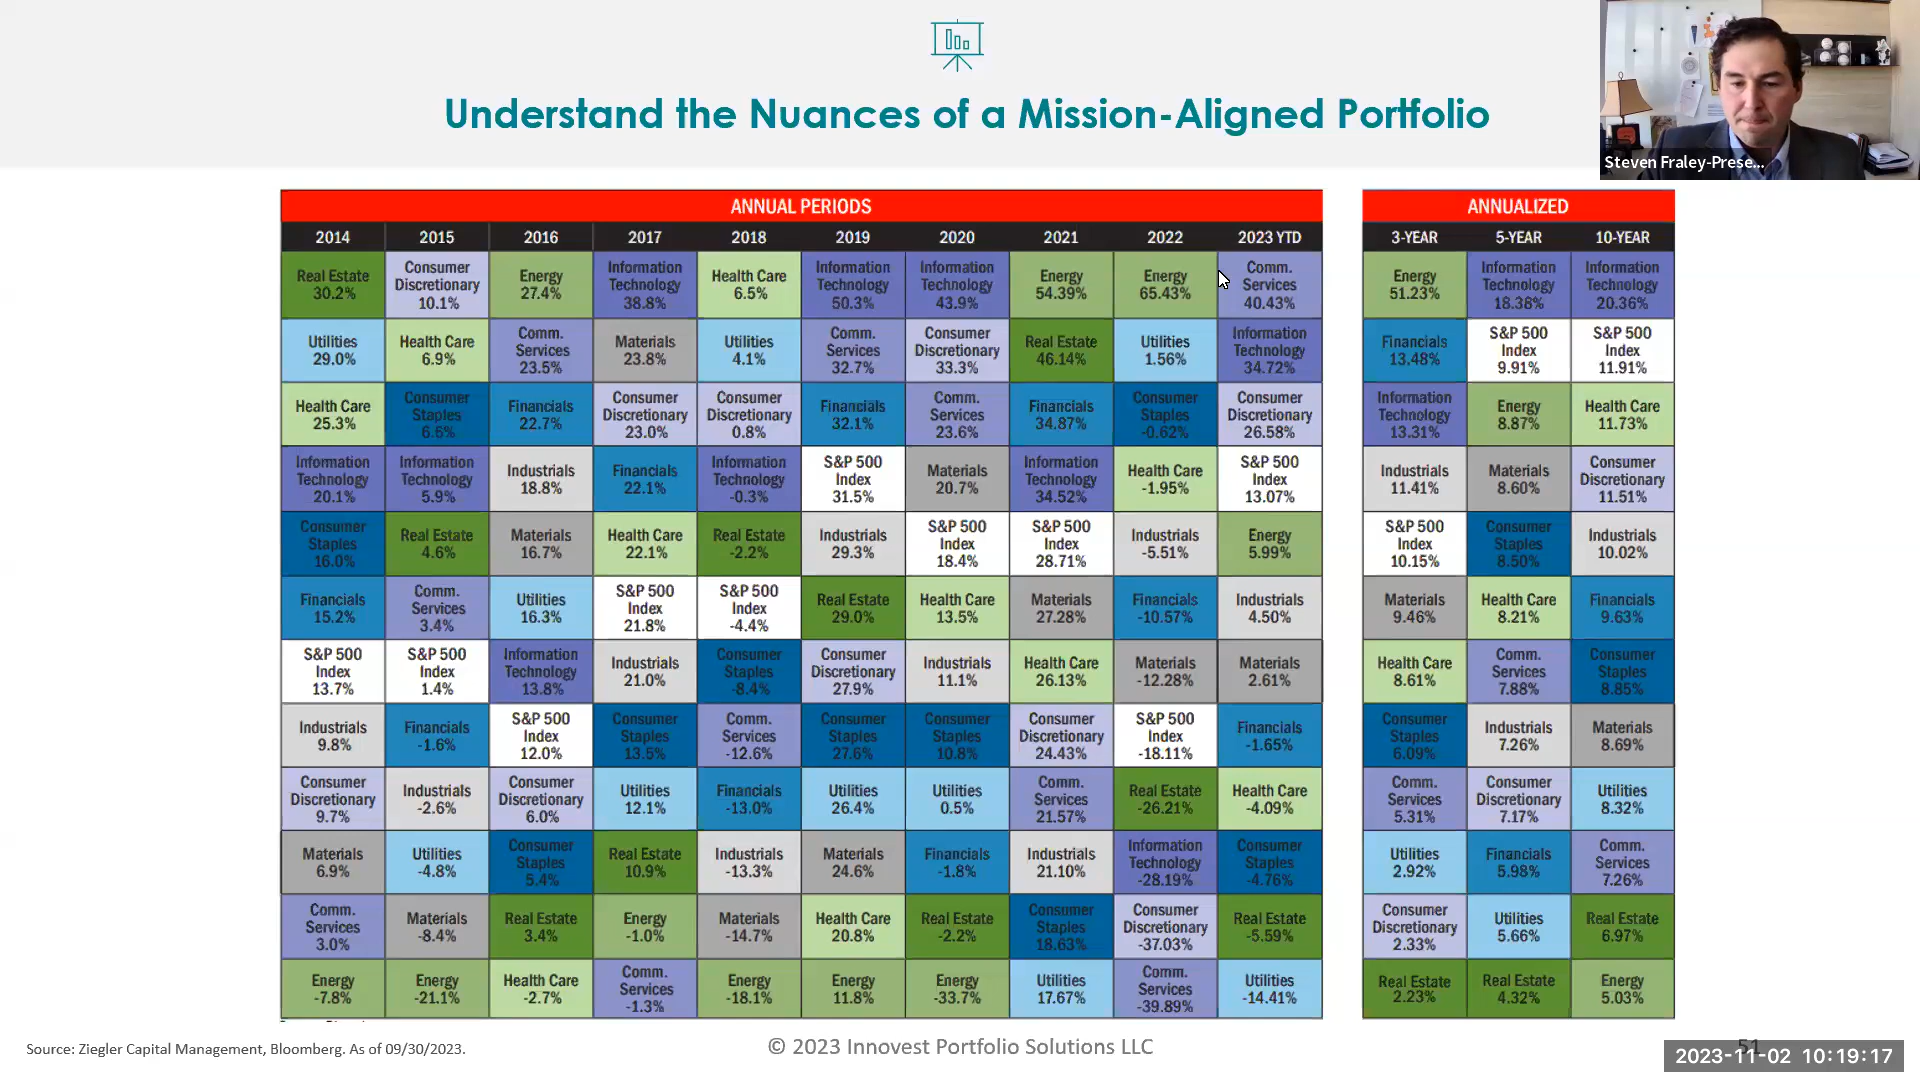 Understand the Nuances of a Mission-Aligned Portfolio
Steven Fraley-Prese...
ANNUAL PERIODS
2014 2015 2016 2017 2018 2019 2020 2021 2022 2023 YTD
Real Estate 30.2% Consumer Discretionary 10.1% Energy 27.4% Information Technology 38.8% Health Care 6.5% Information Technology 50.3% Information Technology 43.9% Energy 54.39% Energy 65.43% Comm. Services 40.43%
Utilities 29.0% Health Care 6.9% Comm. Services 23.5% Materials 23.8% Utilities 4.1% Comm. Services 32.7% Consumer Discretionary 33.3% Real Estate 46.14% Utilities 1.56% Information Technology 34.72%
Health Care 25.3% Consumer Staples 6.6% Financials 22.7% Consumer Discretionary 23.0% Consumer Discretionary 0.8% Financials 32.1% Comm. Services 23.6% Financials 34.87% Consumer Staples -0.62% Consumer Discretionary 26.58%
Information Technology 20.1% Information Technology 5.9% Industrials 18.8% Financials 22.1% Information Technology -0.3% S&P 500 Index 31.5% Materials 20.7% Information Technology 34.52% Health Care -1.95% S&P 500 Index 13.07%
Consumer Staples 16.0% Real Estate 4.6% Materials 16.7% Health Care 22.1% Real Estate -2.2% Industrials 29.3% S&P 500 Index 18.4% S&P 500 Index 28.71% Industrials -5.51% Energy 5.99%
Financials 15.2% Comm. Services 3.4% Utilities 16.3% S&P 500 Index 21.8% S&P 500 Index -4.4% Real Estate 29.0% Health Care 13.5% Materials 27.28% Financials -10.57% Industrials 4.50%
S&P 500 Index 13.7% S&P 500 Index 1.4% Information Technology 13.8% Industrials 21.0% Consumer Staples -8.4% Consumer Discretionary 27.9% Industrials 11.1% Health Care 26.13% Materials -12.28% Materials 2.61%
Industrials 9.8% Financials -1.6% S&P 500 Index 12.0% Consumer Staples 13.5% Comm. Services -12.6% Consumer Staples 27.6% Consumer Staples 10.8% Consumer Discretionary 24.43% S&P 500 Index -18.11% Financials -1.65%
Consumer Discretionary 9.7% Industrials -2.6% Consumer Discretionary 6.0% Utilities 12.1% Financials -13.0% Utilities 26.4% Utilities 0.5% Comm. Services 21.57% Real Estate -26.21% Health Care -4.09%
Materials 6.9% Utilities -4.8% Consumer Staples 5.4% Real Estate 10.9% Industrials -13.3% Materials 24.6% Financials -1.8% Industrials 21.10% Information Technology -28.19% Consumer Staples -4.76%
Comm. Services 3.0% Materials -8.4% Real Estate 3.4% Energy -1.0% Materials -14.7% Health Care 20.8% Real Estate -2.2% Consumer Staples 18.63% Consumer Discretionary -37.03% Real Estate -5.59%
Energy -7.8% Energy -21.1% Health Care -2.7% Comm. Services -1.3% Energy -18.1% Energy 11.8% Energy -33.7% Utilities 17.67% Comm. Services -39.89% Utilities -14.41%
ANNUALIZED
3-YEAR 5-YEAR 10-YEAR
Energy 51.23% Information Technology 18.38% Information Technology 20.36%
Financials 13.48% S&P 500 Index 9.91% S&P 500 Index 11.91%
Information Technology 13.31% Energy 8.87% Health Care 11.73%
Industrials 11.41% Materials 8.60% Consumer Discretionary 11.51%
S&P 500 Index 10.15% Consumer Staples 8.50% Industrials 10.02%
Materials 9.46% Health Care 8.21% Financials 9.63%
Health Care 8.61% Comm. Services 7.88% Consumer Staples 8.85%
Consumer Staples 6.09% Industrials 7.26% Materials 8.69%
Comm. Services 5.31% Consumer Discretionary 7.17% Utilities 8.32%
Utilities 2.92% Financials 5.98% Comm. Services 7.26%
Consumer Discretionary 2.33% Utilities 5.66% Real Estate 6.97%
Real Estate 2.23% Real Estate 4.32% Energy 5.03%
Source: Ziegler Capital Management, Bloomberg. As of 09/30/2023.
© 2023 Innovest Portfolio Solutions LLC
51
2023-11-02 10:19:17